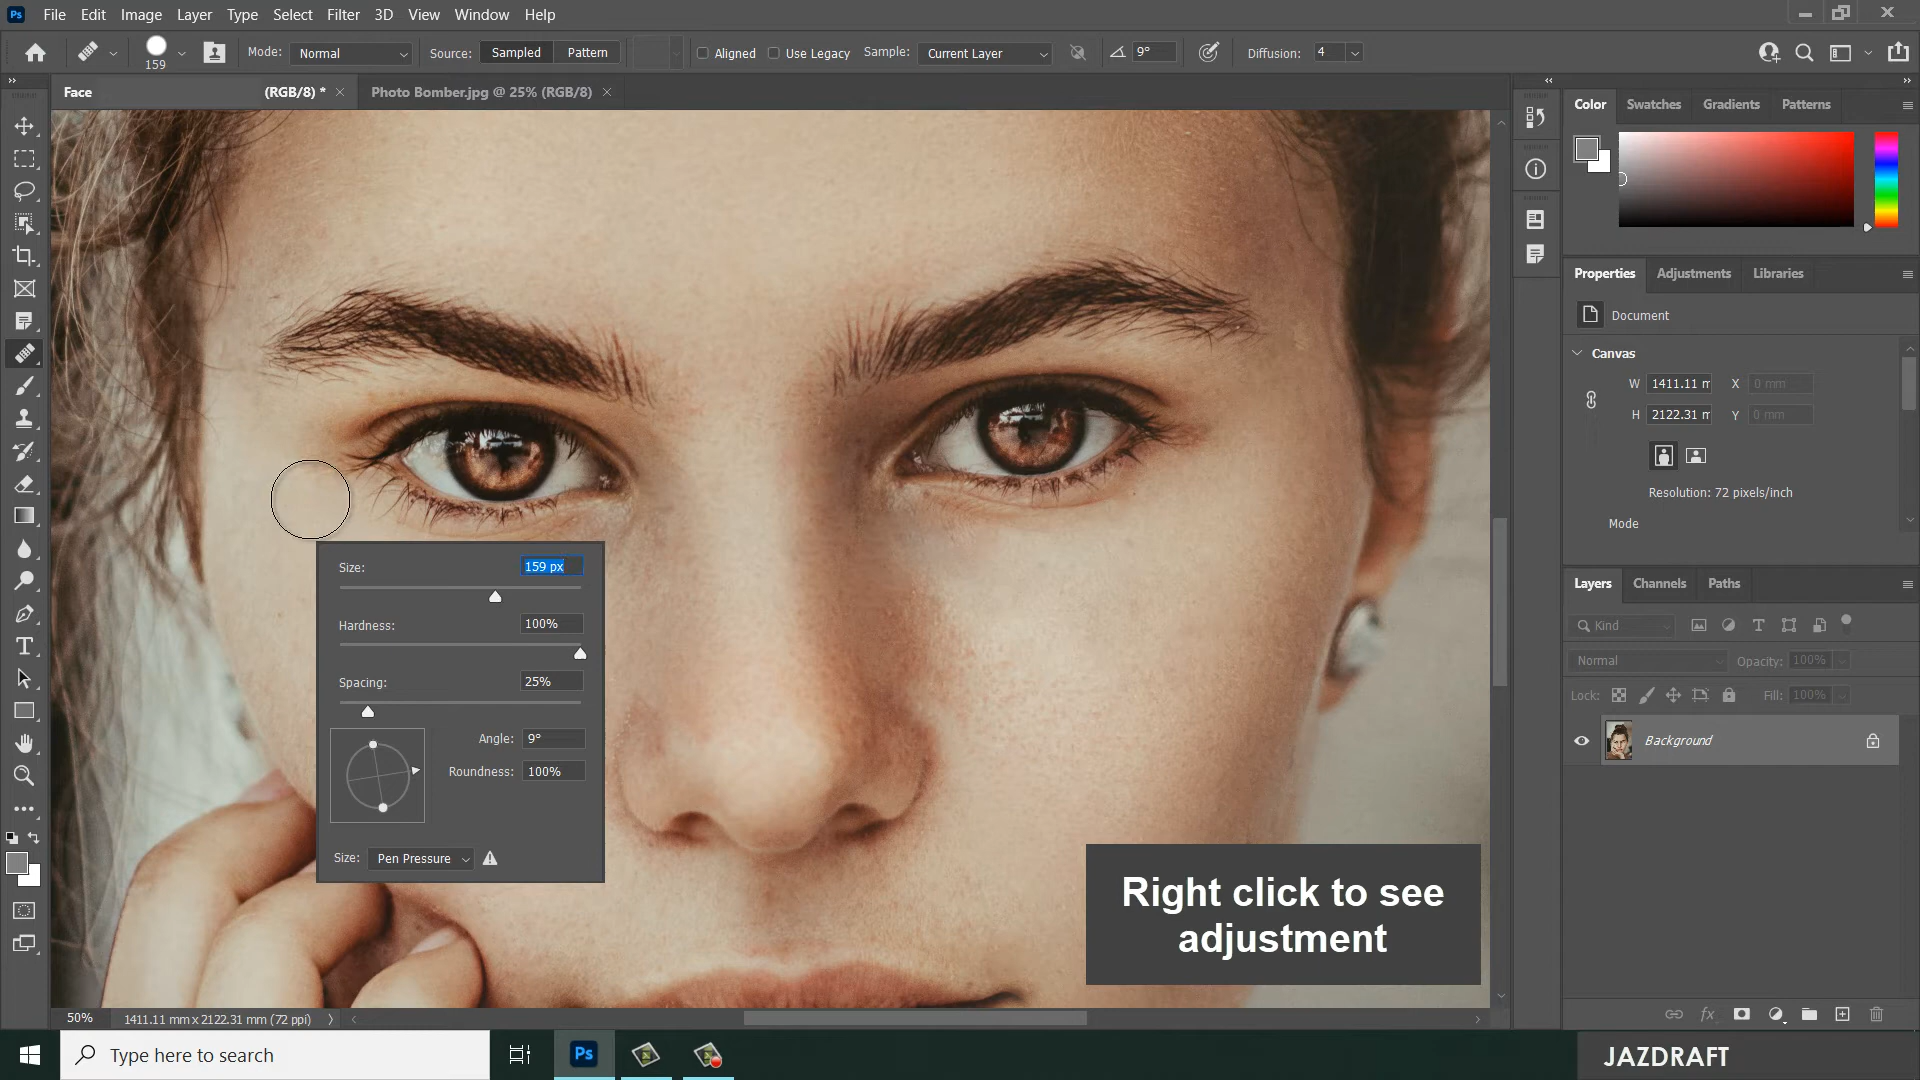 Ps File Edit Image Layer Type Select Filter 3D View Window Help
159 Mode: Normal Source: Sampled Pattern Aligned Use Legacy Sample: Current Layer 9° Diffusion: 4
Face (RGB/8) * × Photo Bomber.jpg @ 25% (RGB/8) ×
Color Swatches Gradients Patterns
Properties Adjustments Libraries
Document
Canvas
W 1411.11 m X 0 mm
H 2122.31 m Y 0 mm
Resolution: 72 pixels/inch
Mode
Size: 159 px
Hardness: 100%
Spacing: 25%
Angle: 9°
Roundness: 100%
Size: Pen Pressure
Layers Channels Paths
Kind
Normal Opacity: 100%
Lock: Fill: 100%
Background
Right click to see
adjustment
50% 1411.11 mm x 2122.31 mm (72 ppi)
Type here to search
Ps
JAZDRAFT